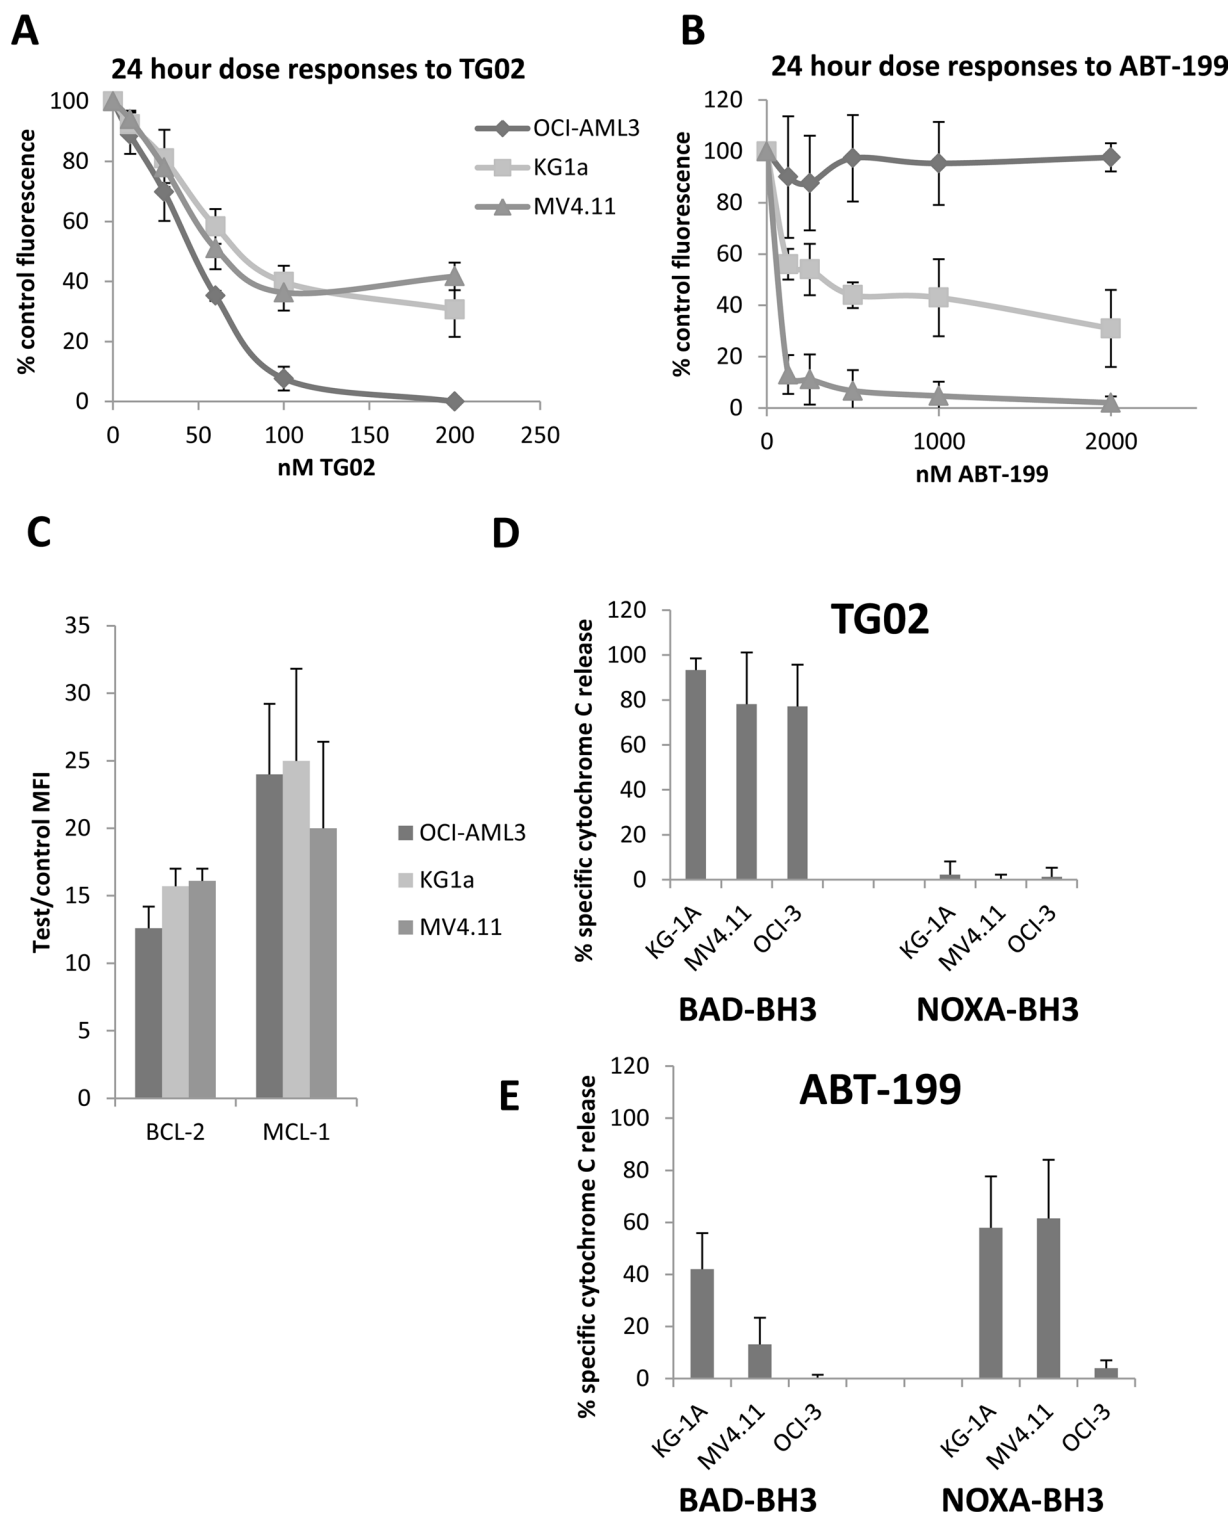 A
24 hour dose responses to TG02
% control fluorescence
100
80
60
40
20
0
0 50 100 150 200 250
nM TG02
OCI-AML3
KG1a
MV4.11
B
24 hour dose responses to ABT-199
% control fluorescence
120
100
80
60
40
20
0
0 1000 2000
nM ABT-199
C
Test/control MFI
35
30
25
20
15
10
5
0
BCL-2 MCL-1
OCI-AML3
KG1a
MV4.11
D
TG02
% specific cytochrome C release
120
100
80
60
40
20
0
KG-1A MV4.11 OCI-3 KG-1A MV4.11 OCI-3
BAD-BH3 NOXA-BH3
E
ABT-199
% specific cytochrome C release
120
100
80
60
40
20
0
KG-1A MV4.11 OCI-3 KG-1A MV4.11 OCI-3
BAD-BH3 NOXA-BH3